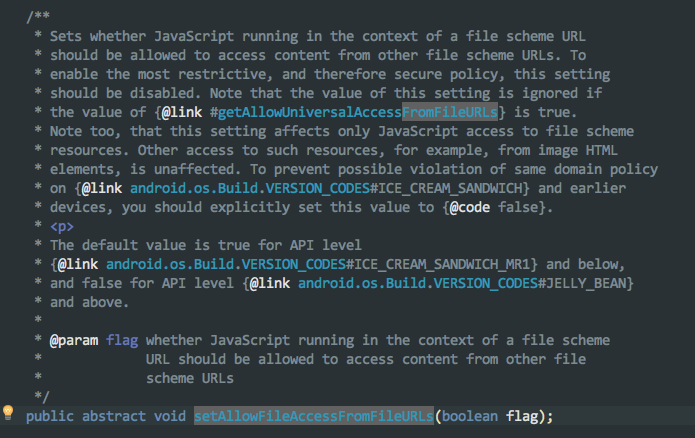 /**
* Sets whether JavaScript running in the context of a file scheme URL
* should be allowed to access content from other file scheme URLs. To
* enable the most restrictive, and therefore secure policy, this setting
* should be disabled. Note that the value of this setting is ignored if
* the value of {@link #getAllowUniversalAccessFromFileURLs} is true.
* Note too, that this setting affects only JavaScript access to file scheme
* resources. Other access to such resources, for example, from image HTML
* elements, is unaffected. To prevent possible violation of same domain policy
* on {@link android.os.Build.VERSION_CODES#ICE_CREAM_SANDWICH} and earlier
* devices, you should explicitly set this value to {@code false}.
* <p>
* The default value is true for API level
* {@link android.os.Build.VERSION_CODES#ICE_CREAM_SANDWICH_MR1} and below,
* and false for API level {@link android.os.Build.VERSION_CODES#JELLY_BEAN}
* and above.
*
* @param flag whether JavaScript running in the context of a file scheme
* URL should be allowed to access content from other file
* scheme URLs
*/
public abstract void setAllowFileAccessFromFileURLs(boolean flag);